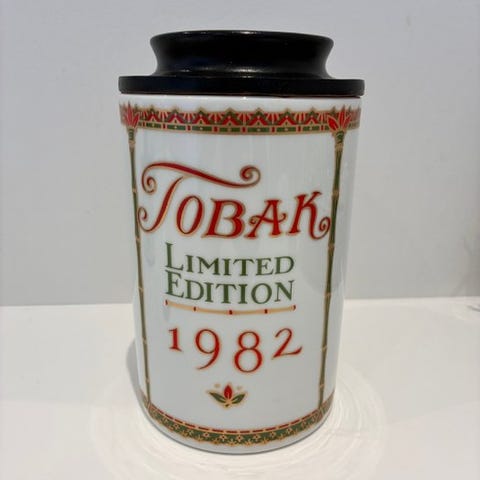 TOBAK
LIMITED
EDITION
1982